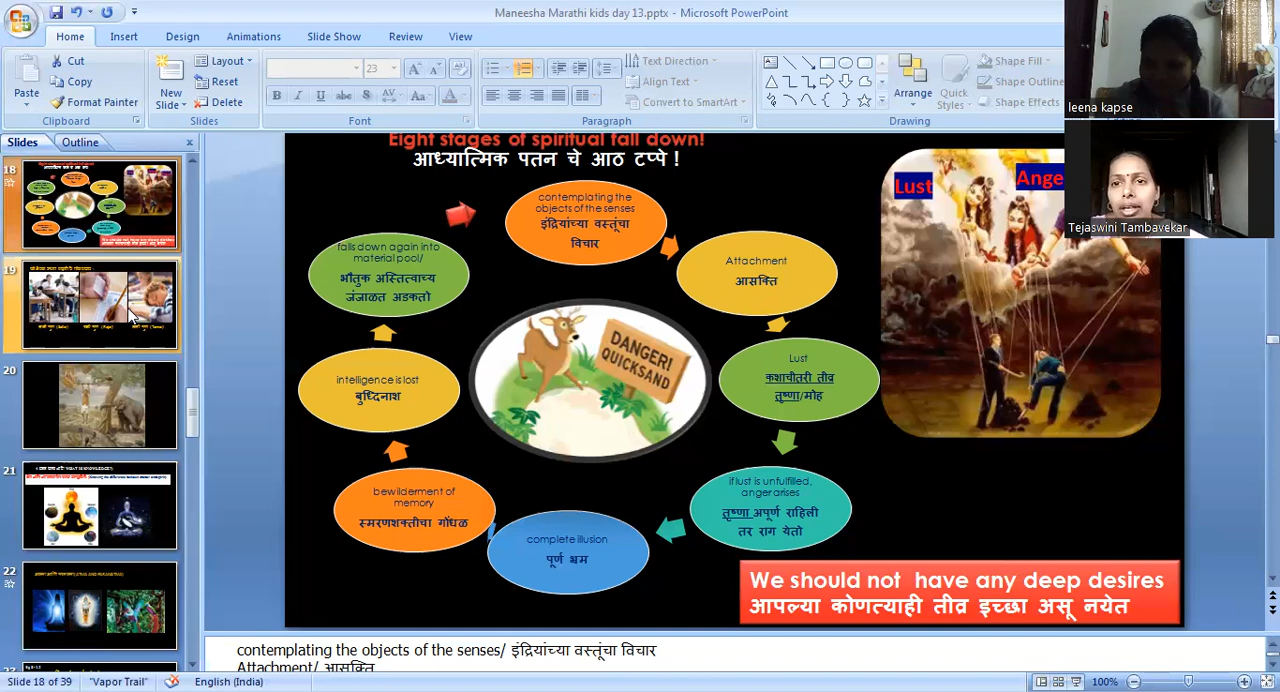 Maneesha Marathi kids day 13.pptx - Microsoft PowerPoint
Home Insert Design Animations Slide Show Review View
Cut
Copy
Format Painter
Paste
Clipboard
New Slide
Layout
Reset
Delete
Slides
23
Font
Paragraph
Text Direction
Align Text
Convert to SmartArt
Arrange
Quick Styles
Shape Fill
Shape Outline
Shape Effects
Drawing
leena kapse
Tejaswini Tambavekar
Slides Outline
18
19
20
21
22
Eight stages of spiritual fall down!
आध्यात्मिक पतन चे आठ टप्पे !
contemplating the
objects of the senses
इंद्रियांच्या वस्तूंचा
विचार
Attachment
आसक्ति
Lust
कशाचीतरी तीव्र
तृष्णा/मोह
if lust is unfulfilled,
anger arises
तृष्णा अपूर्ण राहिली
तर राग येतो
complete illusion
पूर्ण भ्रम
bewilderment of
memory
स्मरणशक्तीचा गोंधळ
intelligence is lost
बुध्दिनाश
falls down again into
material pool/
भौतुक अस्तित्वाच्य
जंजाळत अडकतो
DANGER!
QUICKSAND
Lust
Ange
We should not have any deep desires
आपल्या कोणत्याही तीव्र इच्छा असू नयेत
contemplating the objects of the senses/ इंद्रियांच्या वस्तूंचा विचार
Attachment/ आसक्ति
Slide 18 of 39
"Vapor Trail"
English (India)
100%